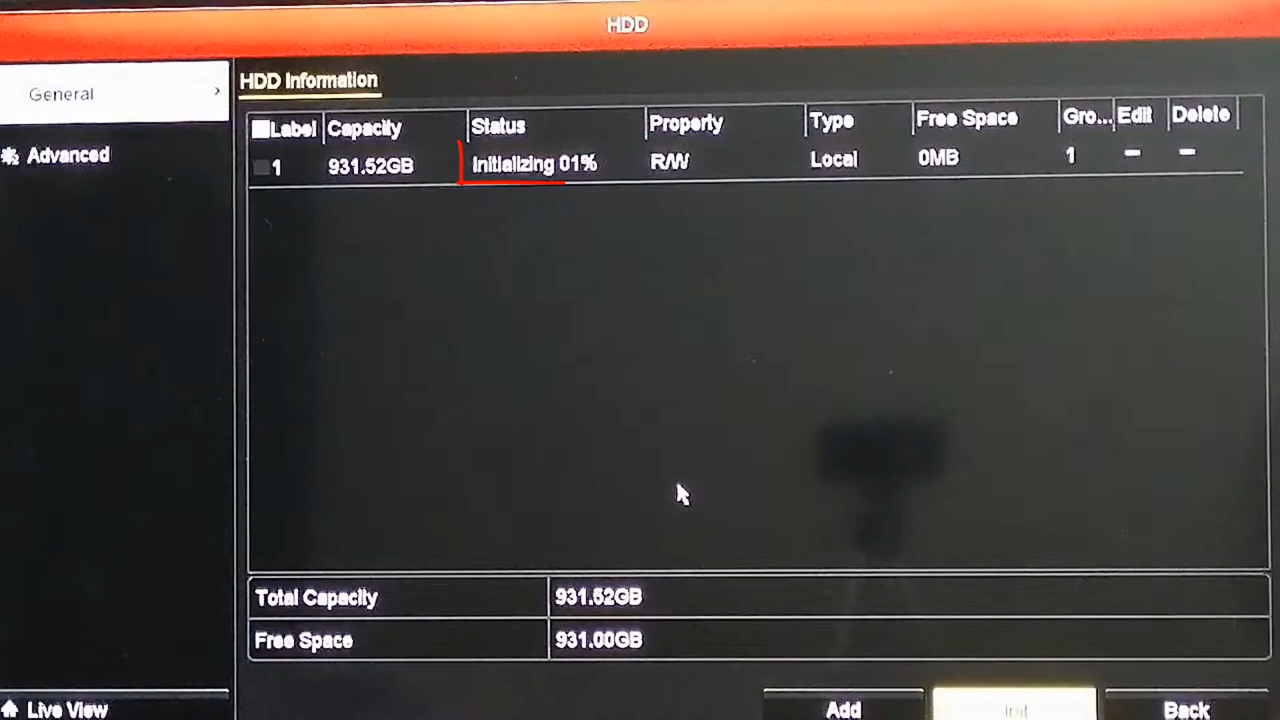 HDD
General
Advanced
HDD Information
Label Capacity Status Property Type Free Space Gro... Edit Delete
1 931.52GB Initializing 01% R/W Local 0MB 1 – –
Total Capacity 931.52GB
Free Space 931.00GB
Live View
Add Init Back